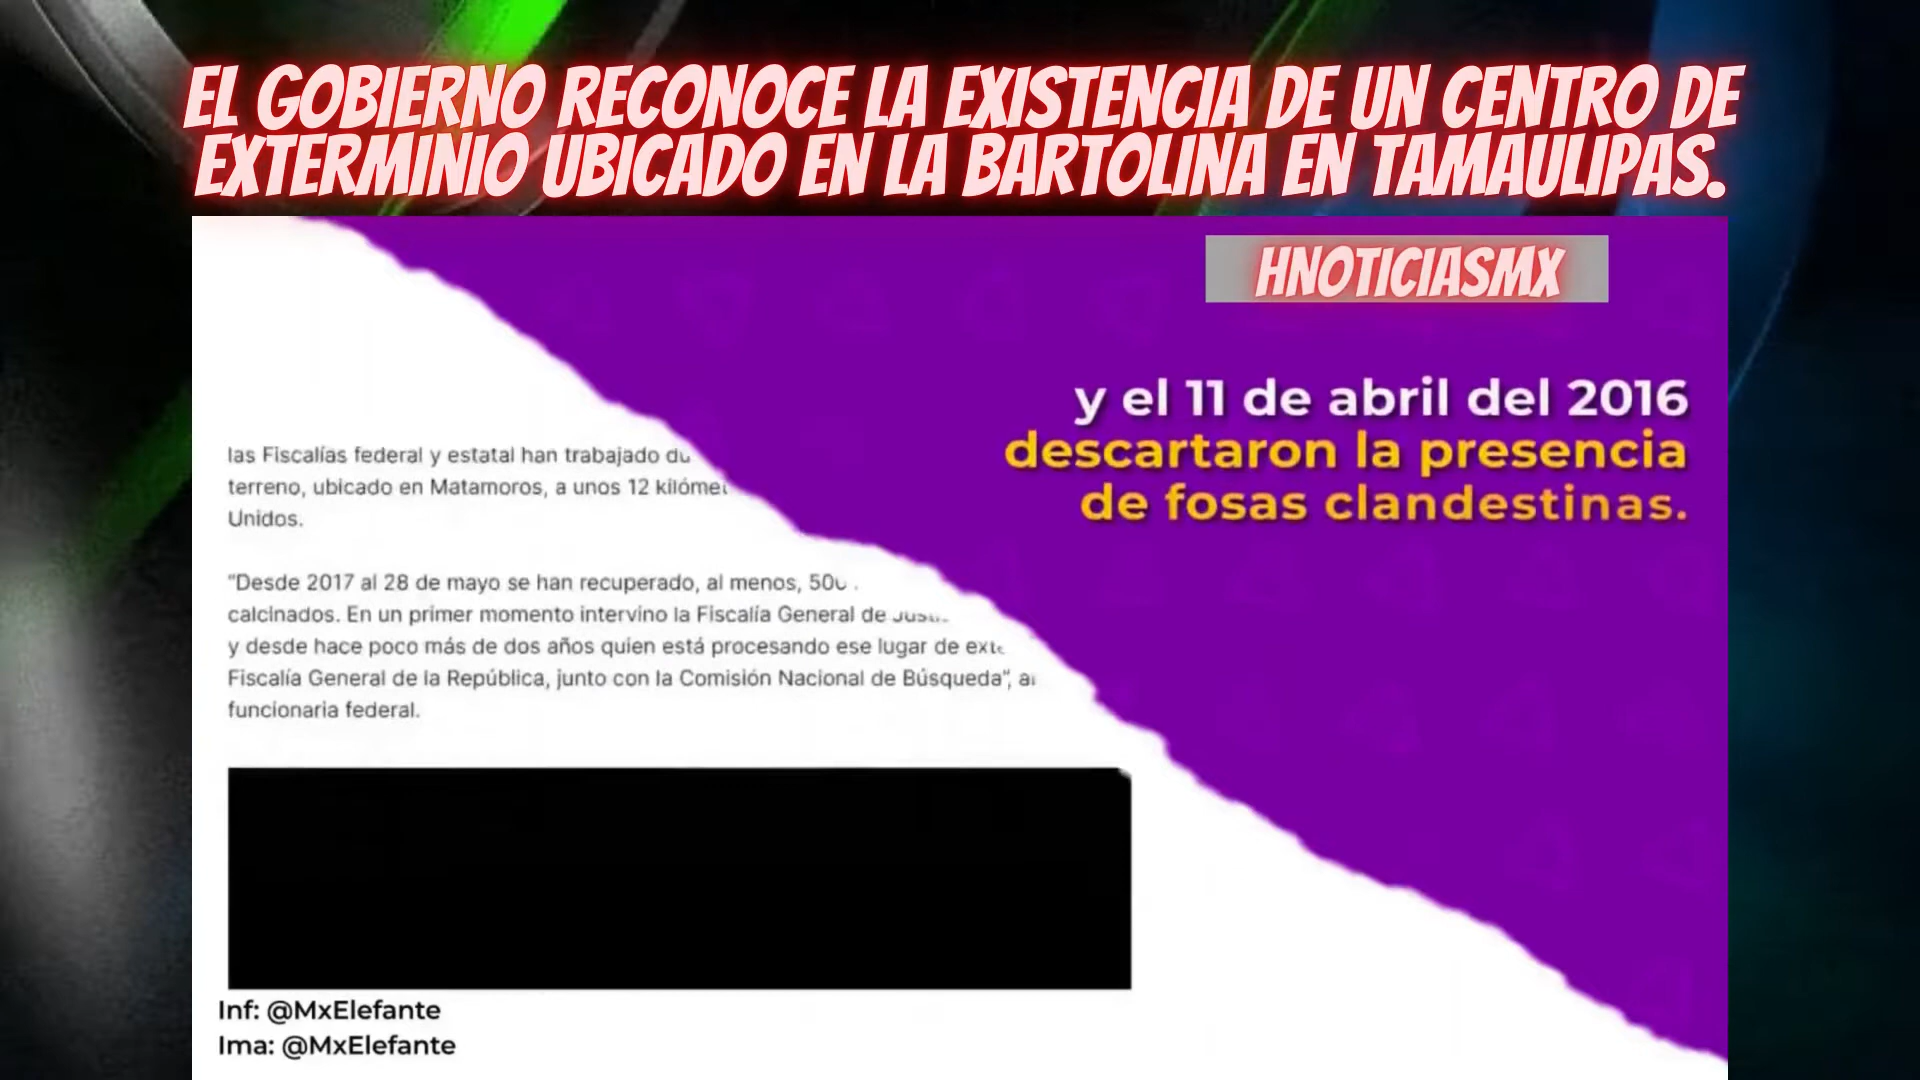 EL GOBIERNO RECONOCE LA EXISTENCIA DE UN CENTRO DE
EXTERMINIO UBICADO EN LA BARTOLINA EN TAMAULIPAS.
HNOTICIASMX
y el 11 de abril del 2016
descartaron la presencia
de fosas clandestinas.
las Fiscalías federal y estatal han trabajado
terreno, ubicado en Matamoros, a unos 12
Unidos.
"Desde 2017 al 28 de mayo se han recuperado, al menos,
calcinados. En un primer momento intervino la Fiscalía General de
y desde hace poco más de dos años quien está procesando ese lugar de
Fiscalía General de la República, junto con la Comisión Nacional de Búsqueda",
funcionaria federal.
Inf: @MxElefante
Ima: @MxElefante